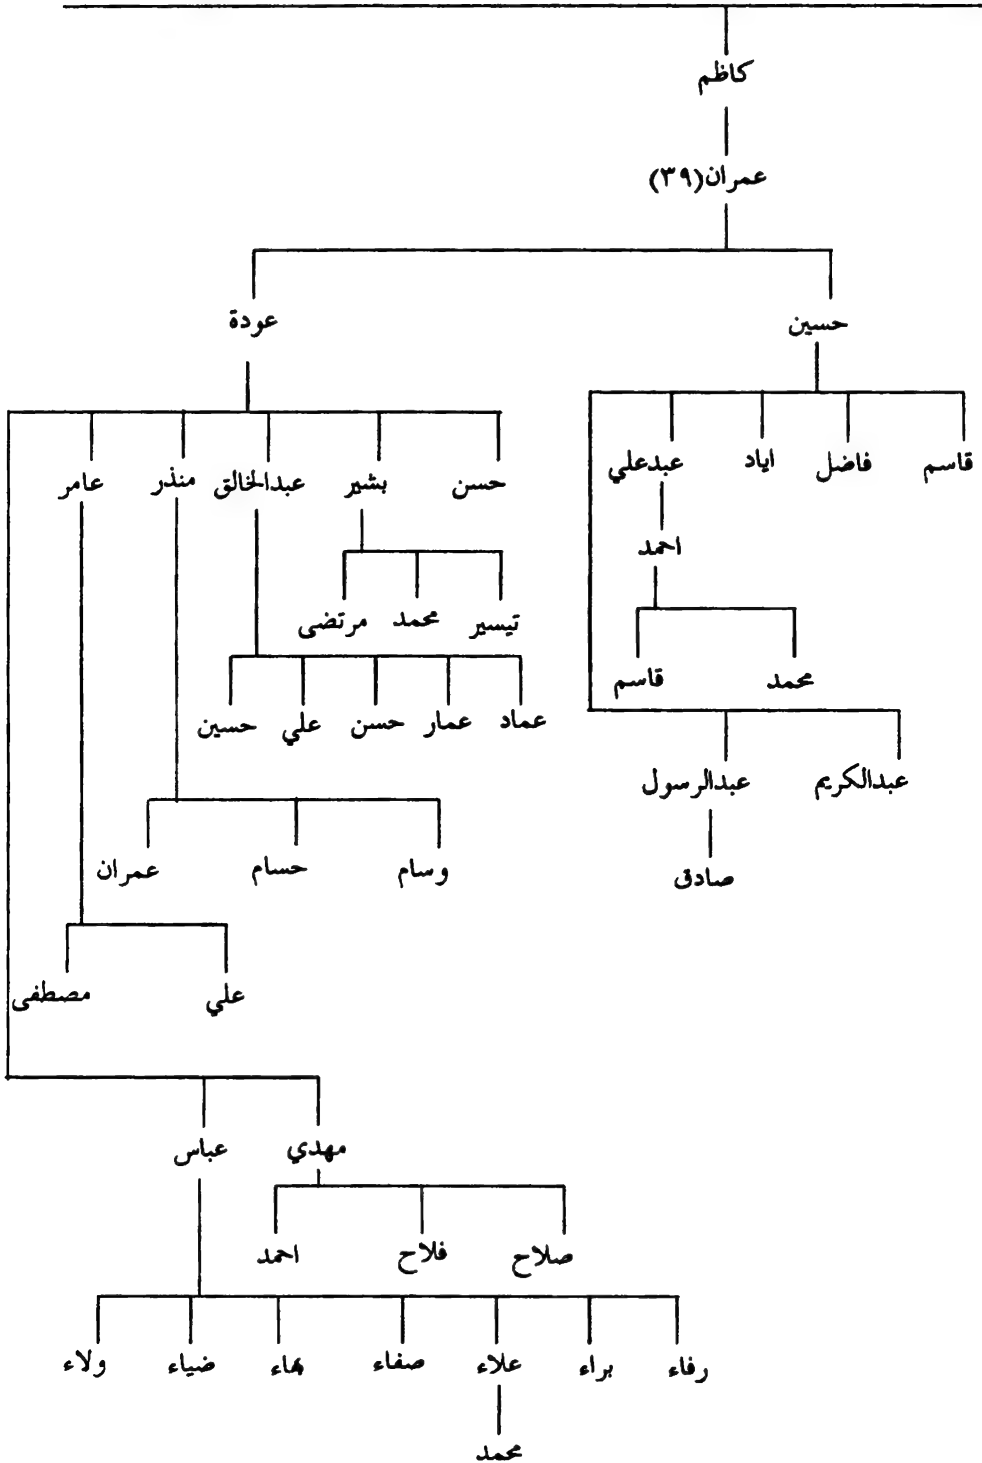 كاظم
عمران(٣٩)
حسين عودة
قاسم فاضل اياد عبدعلي
حسن بشير عبدالخالق منذر عامر
احمد
تيسير محمد مرتضى
محمد قاسم
عماد عمار حسن علي حسين
عبدالكريم عبدالرسول
وسام حسام عمران
صادق
علي مصطفى
مهدي عباس
صلاح فلاح احمد
رفاء براء علاء صفاء بهاء ضياء ولاء
محمد